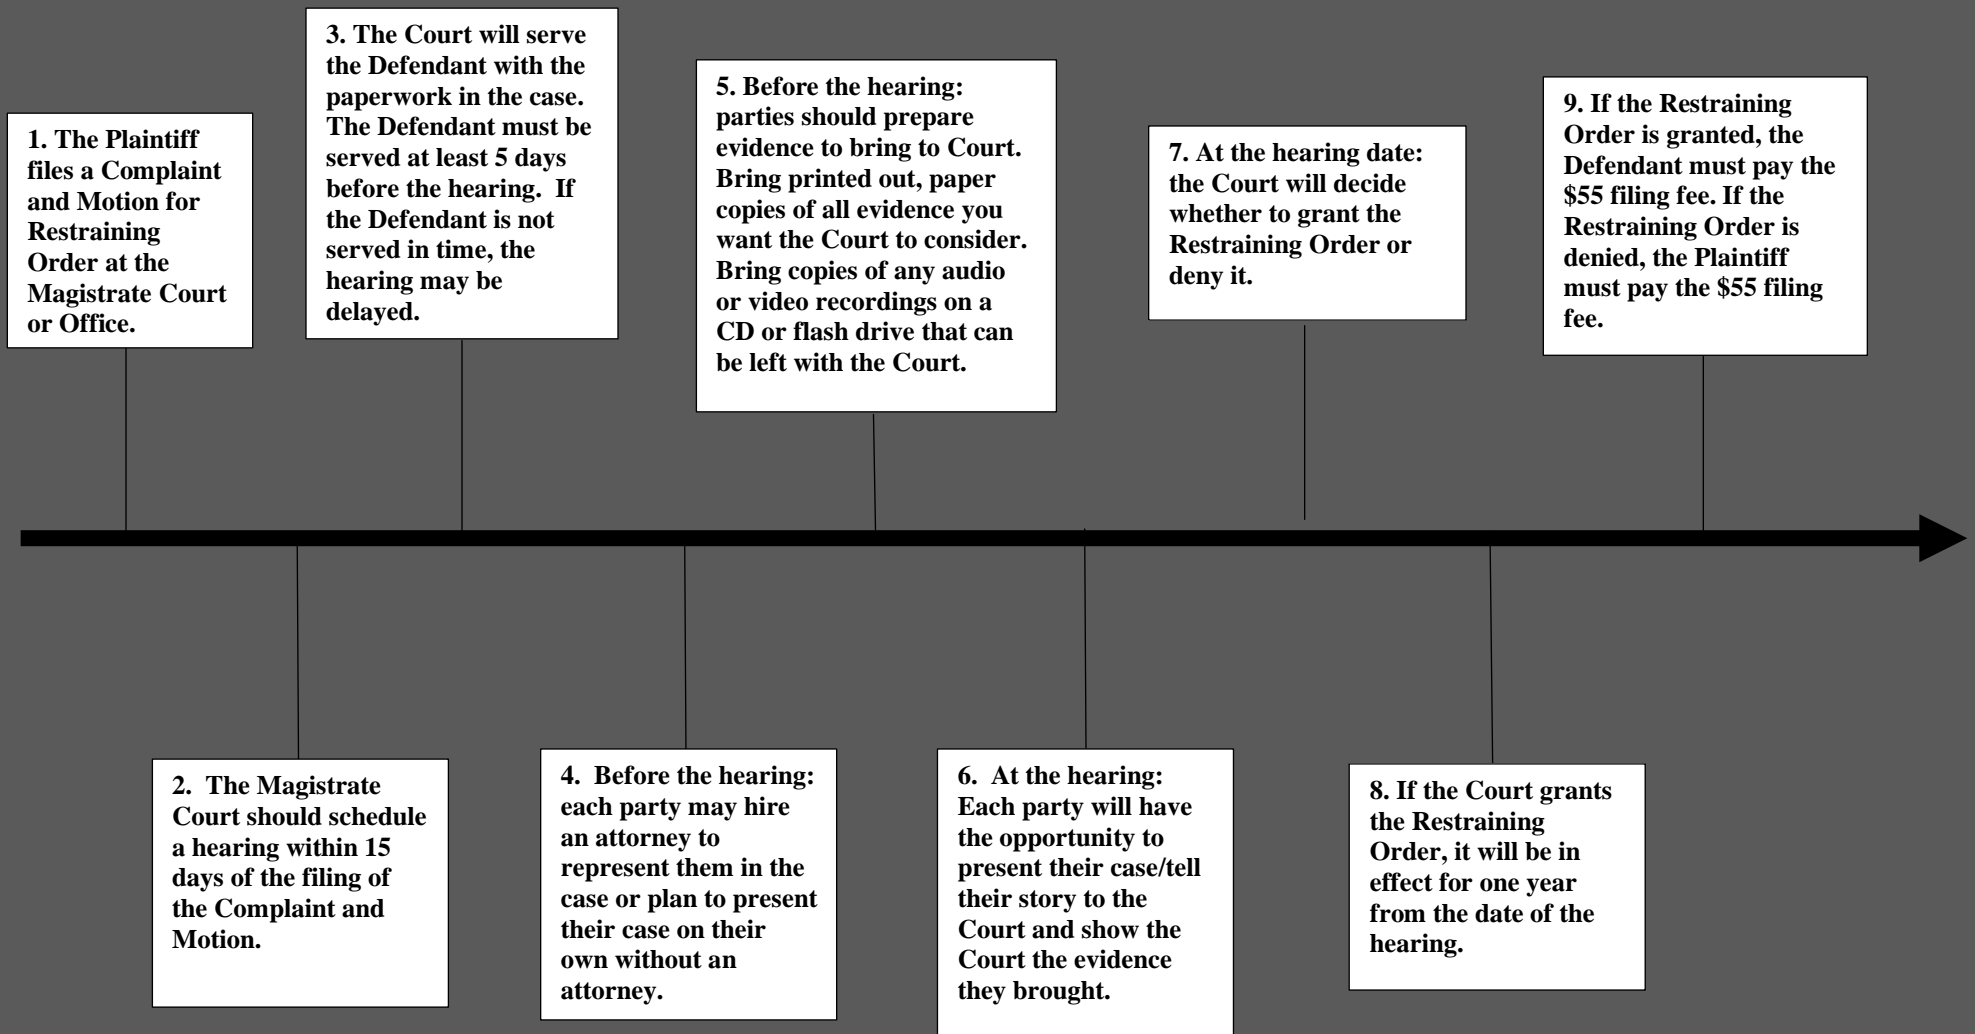 1. The Plaintiff
files a Complaint
and Motion for
Restraining
Order at the
Magistrate Court
or Office.
2.  The Magistrate
Court should schedule
a hearing within 15
days of the filing of
the Complaint and
Motion.
3. The Court will serve
the Defendant with the
paperwork in the case.
The Defendant must be
served at least 5 days
before the hearing.  If
the Defendant is not
served in time, the
hearing may be
delayed.
4.  Before the hearing:
each party may hire
an attorney to
represent them in the
case or plan to present
their case on their
own without an
attorney.
5. Before the hearing:
parties should prepare
evidence to bring to Court.
Bring printed out, paper
copies of all evidence you
want the Court to consider.
Bring copies of any audio
or video recordings on a
CD or flash drive that can
be left with the Court.
6.  At the hearing:
Each party will have
the opportunity to
present their case/tell
their story to the
Court and show the
Court the evidence
they brought.
7. At the hearing date:
the Court will decide
whether to grant the
Restraining Order or
deny it.
8. If the Court grants
the Restraining
Order, it will be in
effect for one year
from the date of the
hearing.
9. If the Restraining
Order is granted, the
Defendant must pay the
$55 filing fee. If the
Restraining Order is
denied, the Plaintiff
must pay the $55 filing
fee.